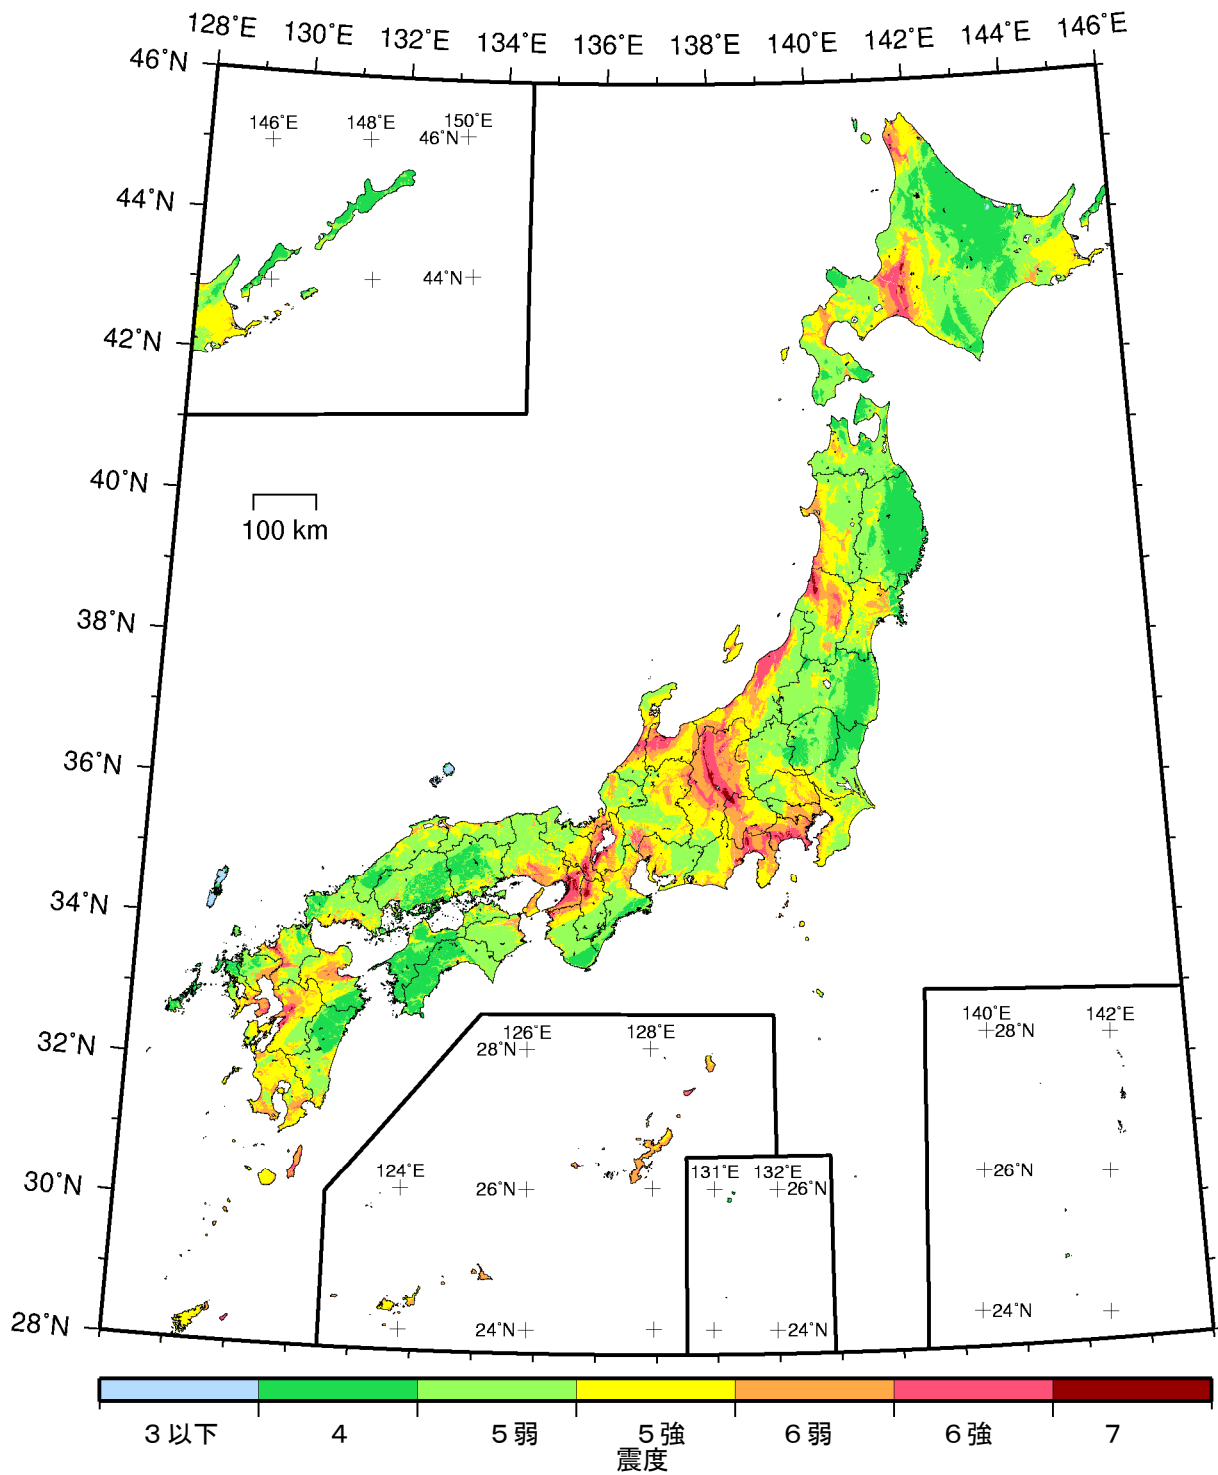 128°E 130°E 132°E 134°E 136°E 138°E 140°E 142°E 144°E 146°E
46°N
44°N
42°N
40°N
38°N
36°N
34°N
32°N
30°N
28°N
146°E 148°E 150°E
46°N
44°N
100 km
126°E 128°E
28°N
124°E
26°N
24°N
131°E 132°E
26°N
24°N
140°E 142°E
28°N
26°N
24°N
3以下 4 5弱 5強 6弱 6強 7
震度